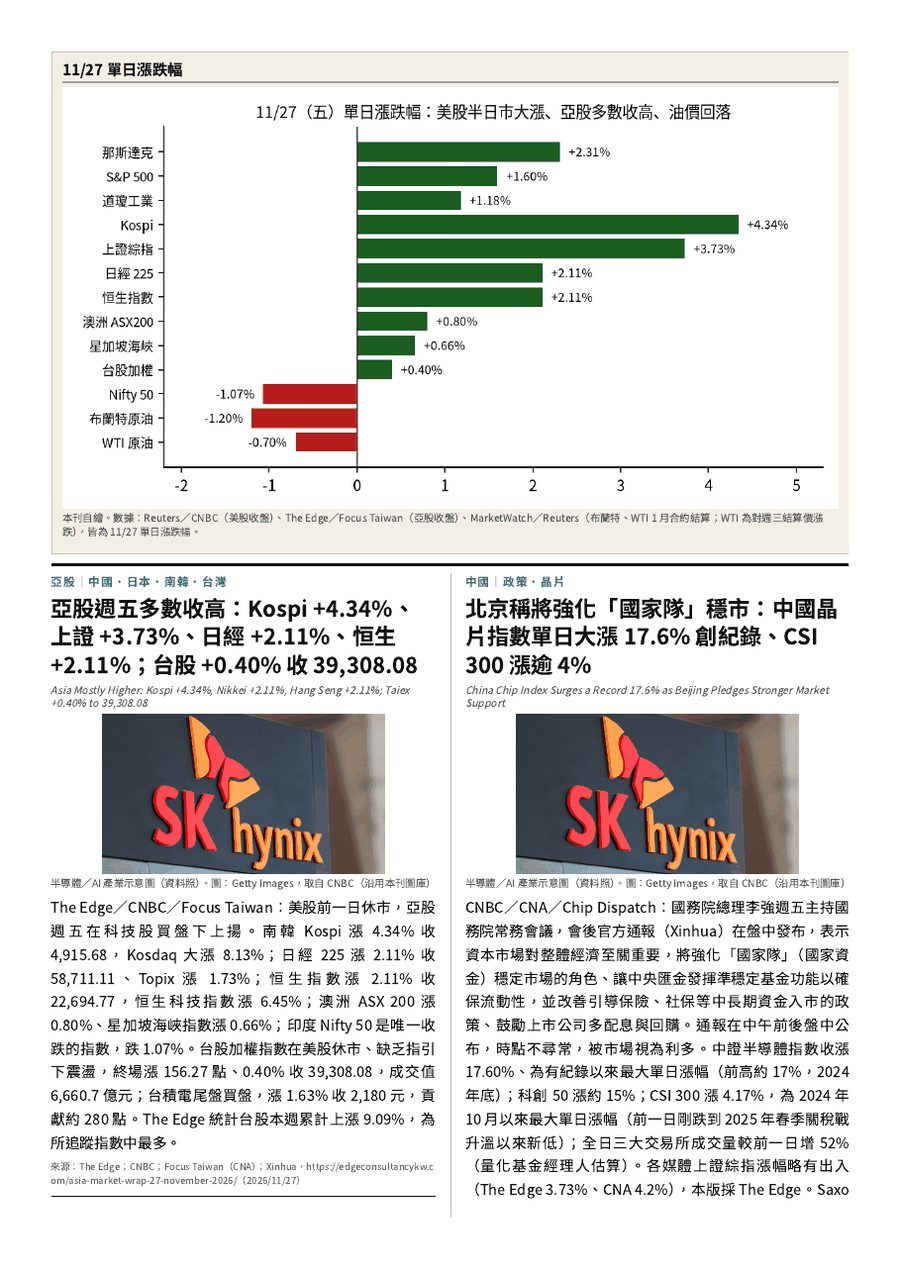 11/27 單日漲跌幅
11/27（五）單日漲跌幅：美股半日市大漲、亞股多數收高、油價回落
那斯達克
+2.31%
S&P 500
+1.60%
道瓊工業
+1.18%
Kospi
+4.34%
上證綜指
+3.73%
日經 225
+2.11%
恒生指數
+2.11%
澳洲 ASX200
+0.80%
星加坡海峽
+0.66%
台股加權
+0.40%
Nifty 50
-1.07%
布蘭特原油
-1.20%
WTI 原油
-0.70%
-2 -1 0 1 2 3 4 5
本刊自繪。數據：Reuters／CNBC（美股收盤）、The Edge／Focus Taiwan（亞股收盤）、MarketWatch／Reuters（布蘭特、WTI 1 月合約結算；WTI 為對週三結算價漲
跌），皆為 11/27 單日漲跌幅。
亞股｜中國・日本・南韓・台灣
亞股週五多數收高：Kospi +4.34%、
上證 +3.73%、日經 +2.11%、恒生
+2.11%；台股 +0.40% 收 39,308.08
Asia Mostly Higher: Kospi +4.34%, Nikkei +2.11%, Hang Seng +2.11%; Taiex
+0.40% to 39,308.08
SK
hynix
半導體／AI 產業示意圖（資料照）。圖：Getty Images，取自 CNBC（沿用本刊圖庫）
The Edge／CNBC／Focus Taiwan：美股前一日休市，亞股
週五在科技股買盤下上揚。南韓 Kospi 漲 4.34% 收
4,915.68，Kosdaq 大漲 8.13%；日經 225 漲 2.11% 收
58,711.11、Topix 漲 1.73%；恒生指數漲 2.11% 收
22,694.77，恒生科技指數漲 6.45%；澳洲 ASX 200 漲
0.80%、星加坡海峽指數漲 0.66%；印度 Nifty 50 是唯一收
跌的指數，跌 1.07%。台股加權指數在美股休市、缺乏指引
下震盪，終場漲 156.27 點、0.40% 收 39,308.08，成交值
6,660.7 億元；台積電尾盤買盤，漲 1.63% 收 2,180 元，貢
獻約 280 點。The Edge 統計台股本週累計上漲 9.09%，為
所追蹤指數中最多。
來源：The Edge；CNBC；Focus Taiwan（CNA）；Xinhua，https://edgeconsultancykw.c
om/asia-market-wrap-27-november-2026/（2026/11/27）
中國｜政策・晶片
北京稱將強化「國家隊」穩市：中國晶
片指數單日大漲 17.6% 創紀錄、CSI
300 漲逾 4%
China Chip Index Surges a Record 17.6% as Beijing Pledges Stronger Market
Support
SK
hynix
半導體／AI 產業示意圖（資料照）。圖：Getty Images，取自 CNBC（沿用本刊圖庫）
CNBC／CNA／Chip Dispatch：國務院總理李強週五主持國
務院常務會議，會後官方通報（Xinhua）在盤中發布，表示
資本市場對整體經濟至關重要，將強化「國家隊」（國家資
金）穩定市場的角色、讓中央匯金發揮準穩定基金功能以確
保流動性，並改善引導保險、社保等中長期資金入市的政
策、鼓勵上市公司多配息與回購。通報在中午前後盤中公
布，時點不尋常，被市場視為利多。中證半導體指數收漲
17.60%、為有紀錄以來最大單日漲幅（前高約 17%，2024
年底）；科創 50 漲約 15%；CSI 300 漲 4.17%，為 2024 年
10 月以來最大單日漲幅（前一日剛跌到 2025 年春季關稅戰
升溫以來新低）；全日三大交易所成交量較前一日增 52%
（量化基金經理人估算）。各媒體上證綜指漲幅略有出入
（The Edge 3.73%、CNA 4.2%），本版採 The Edge。Saxo